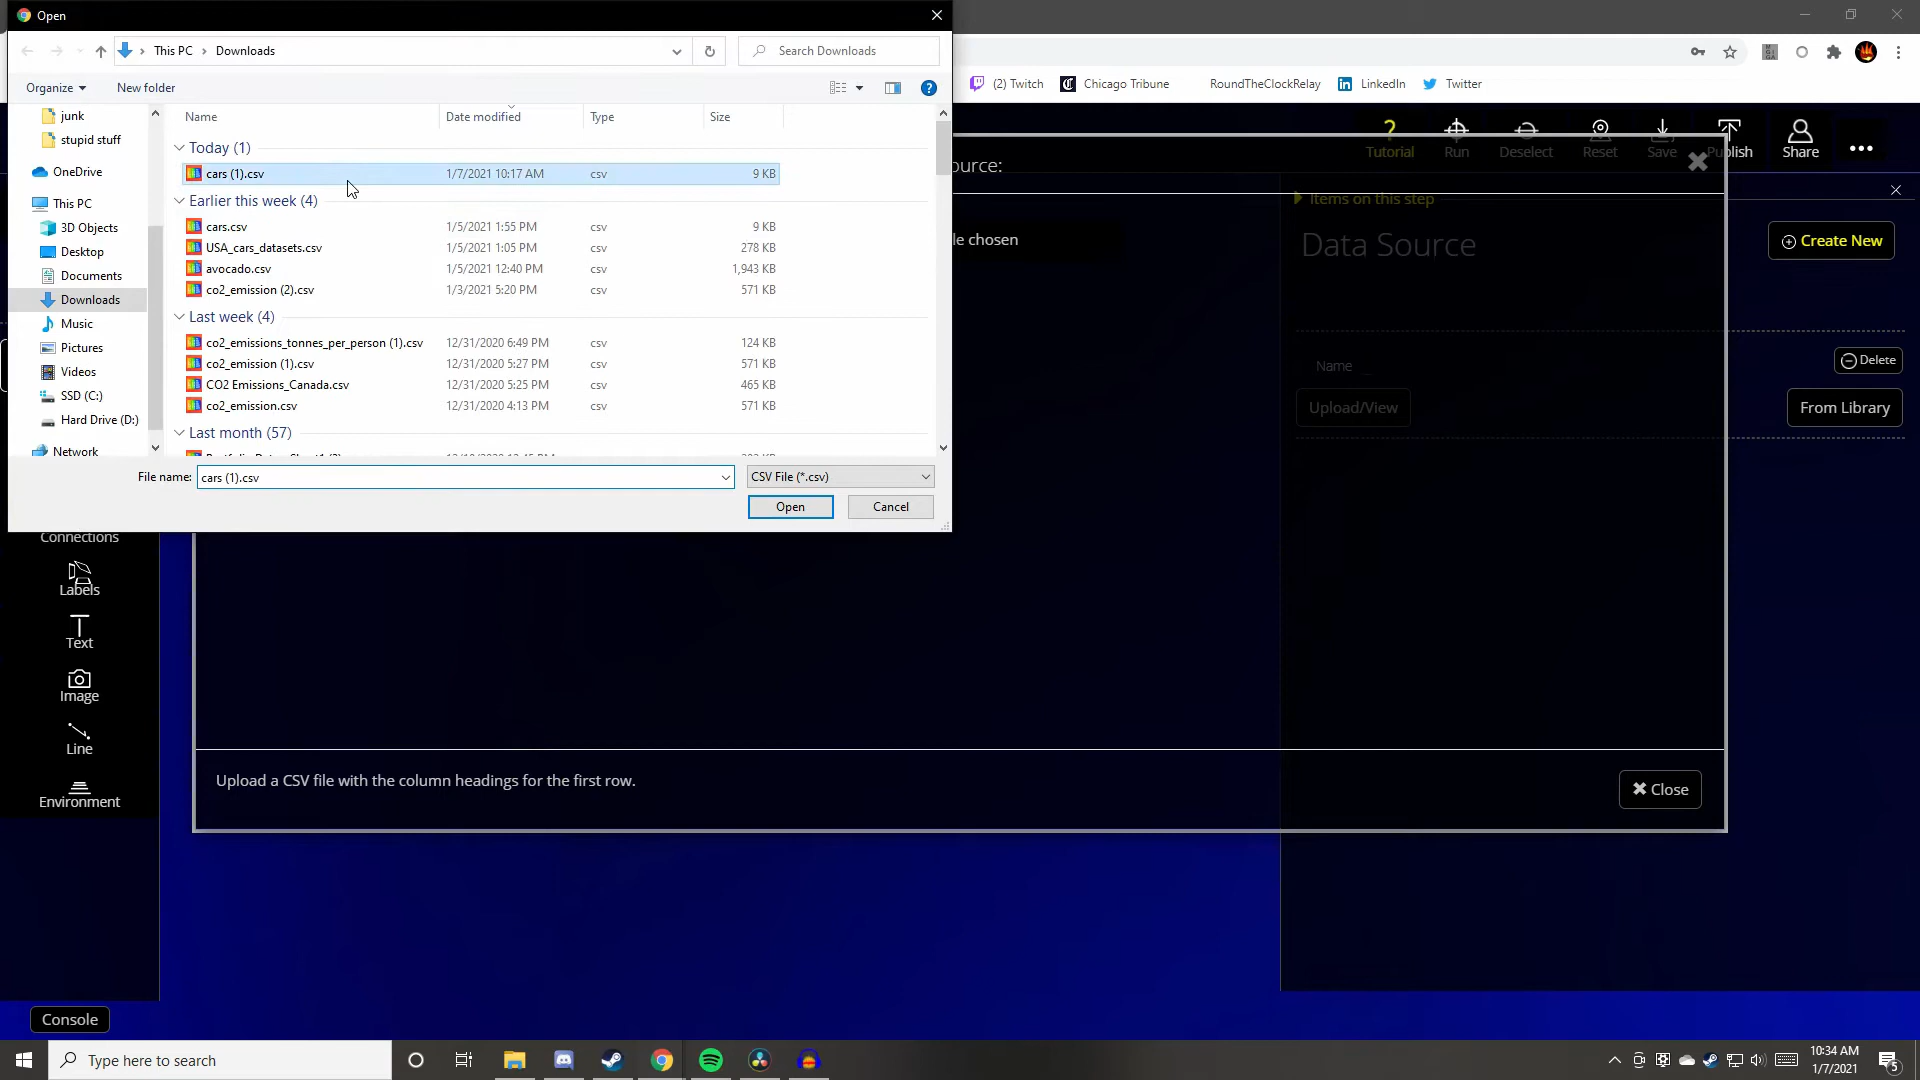 Open
This PC
Downloads
Search Downloads
(2) Twitch
Chicago Tribune
RoundTheClockRelay
LinkedIn
Twitter
Organize
New folder
junk
stupid stuff
OneDrive
This PC
3D Objects
Desktop
Documents
Downloads
Music
Pictures
Videos
SSD (C:)
Hard Drive (D:)
Network
Name Date modified Type Size
Today (1)
cars (1).csv 1/7/2021 10:17 AM csv 9 KB
Earlier this week (4)
cars.csv 1/5/2021 1:55 PM csv 9 KB
USA_cars_datasets.csv 1/5/2021 1:05 PM csv 278 KB
avocado.csv 1/5/2021 12:40 PM csv 1,943 KB
co2_emission (2).csv 1/3/2021 5:20 PM csv 571 KB
Last week (4)
co2_emissions_tonnes_per_person (1).csv 12/31/2020 6:49 PM csv 124 KB
co2_emission (1).csv 12/31/2020 5:27 PM csv 571 KB
CO2 Emissions_Canada.csv 12/31/2020 5:25 PM csv 465 KB
co2_emission.csv 12/31/2020 4:13 PM csv 571 KB
Last month (57)
File name: cars (1).csv
CSV File (*.csv)
Open
Cancel
Tutorial
Run
Deselect
Reset
Save
Publish
Share
ource:
Items on this step
le chosen
Data Source
Create New
Name
Delete
Upload/View
From Library
Connections
Labels
Text
Image
Line
Environment
Upload a CSV file with the column headings for the first row.
Close
Console
Type here to search
10:34 AM
1/7/2021
5